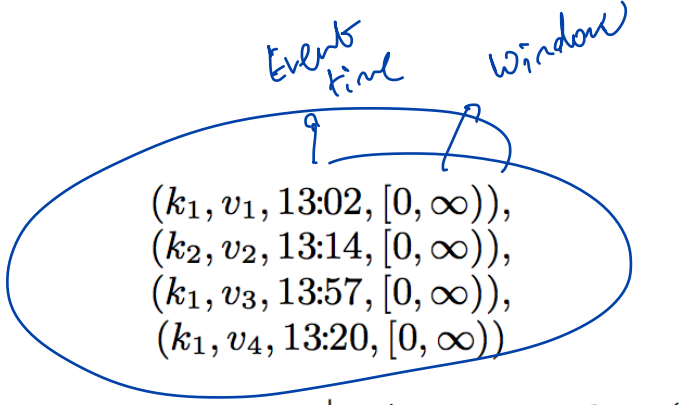 Event
time
window
(k₁, v₁, 13:02, [0, ∞)),
(k₂, v₂, 13:14, [0, ∞)),
(k₁, v₃, 13:57, [0, ∞)),
(k₁, v₄, 13:20, [0, ∞))